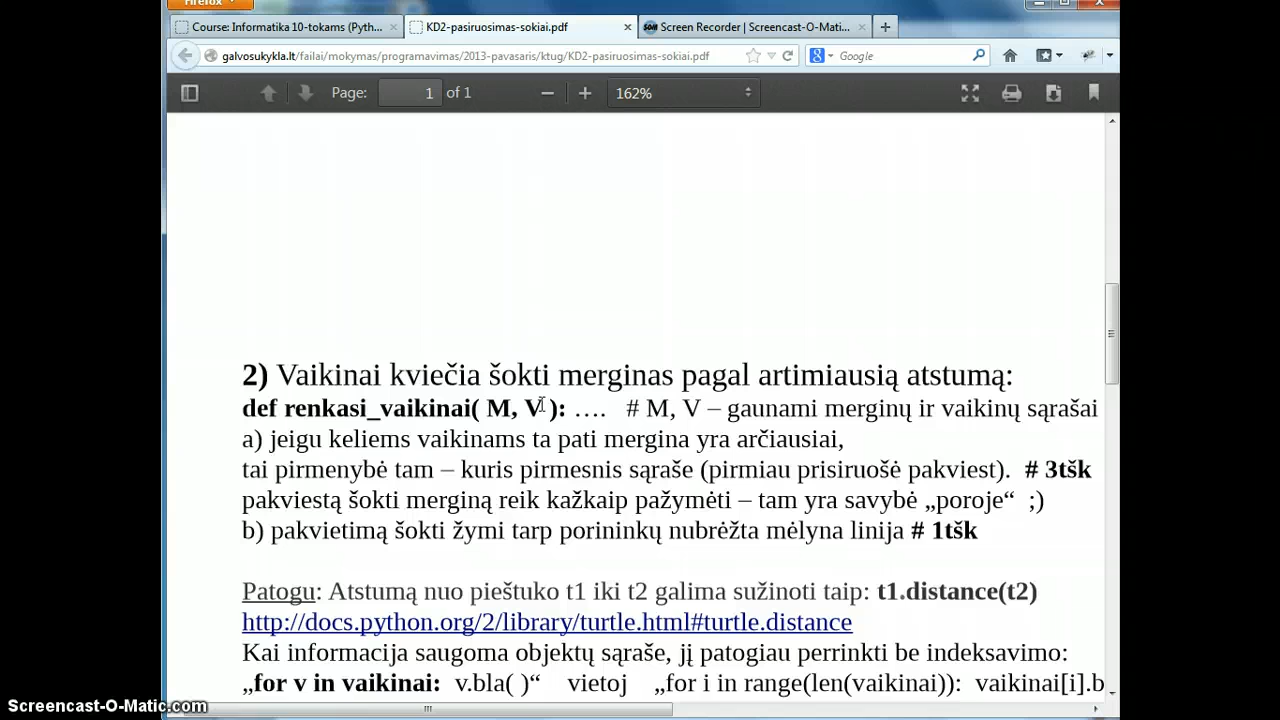 Firefox
Course: Informatika 10-tokams (Pyth...
KD2-pasiruosimas-sokiai.pdf
Screen Recorder | Screencast-O-Mati...
galvosukykla.lt/failai/mokymas/programavimas/2013-pavasaris/ktug/KD2-pasiruosimas-sokiai.pdf
Google
Page: 1 of 1
162%
2) Vaikinai kviečia šokti merginas pagal artimiausią atstumą:
def renkasi_vaikinai( M, V ): …. # M, V – gaunami merginų ir vaikinų sąrašai
a) jeigu keliems vaikinams ta pati mergina yra arčiausiai,
tai pirmenybė tam – kuris pirmesnis sąraše (pirmiau prisiruošė pakviest). # 3tšk
pakviestą šokti merginą reik kažkaip pažymėti – tam yra savybė „poroje“ ;)
b) pakvietimą šokti žymi tarp porininkų nubrėžta mėlyna linija # 1tšk
Patogu: Atstumą nuo pieštuko t1 iki t2 galima sužinoti taip: t1.distance(t2)
http://docs.python.org/2/library/turtle.html#turtle.distance
Kai informacija saugoma objektų sąraše, jį patogiau perrinkti be indeksavimo:
„for v in vaikinai: v.bla( )“ vietoj „for i in range(len(vaikinai)): vaikinai[i].b
Screencast-O-Matic.com